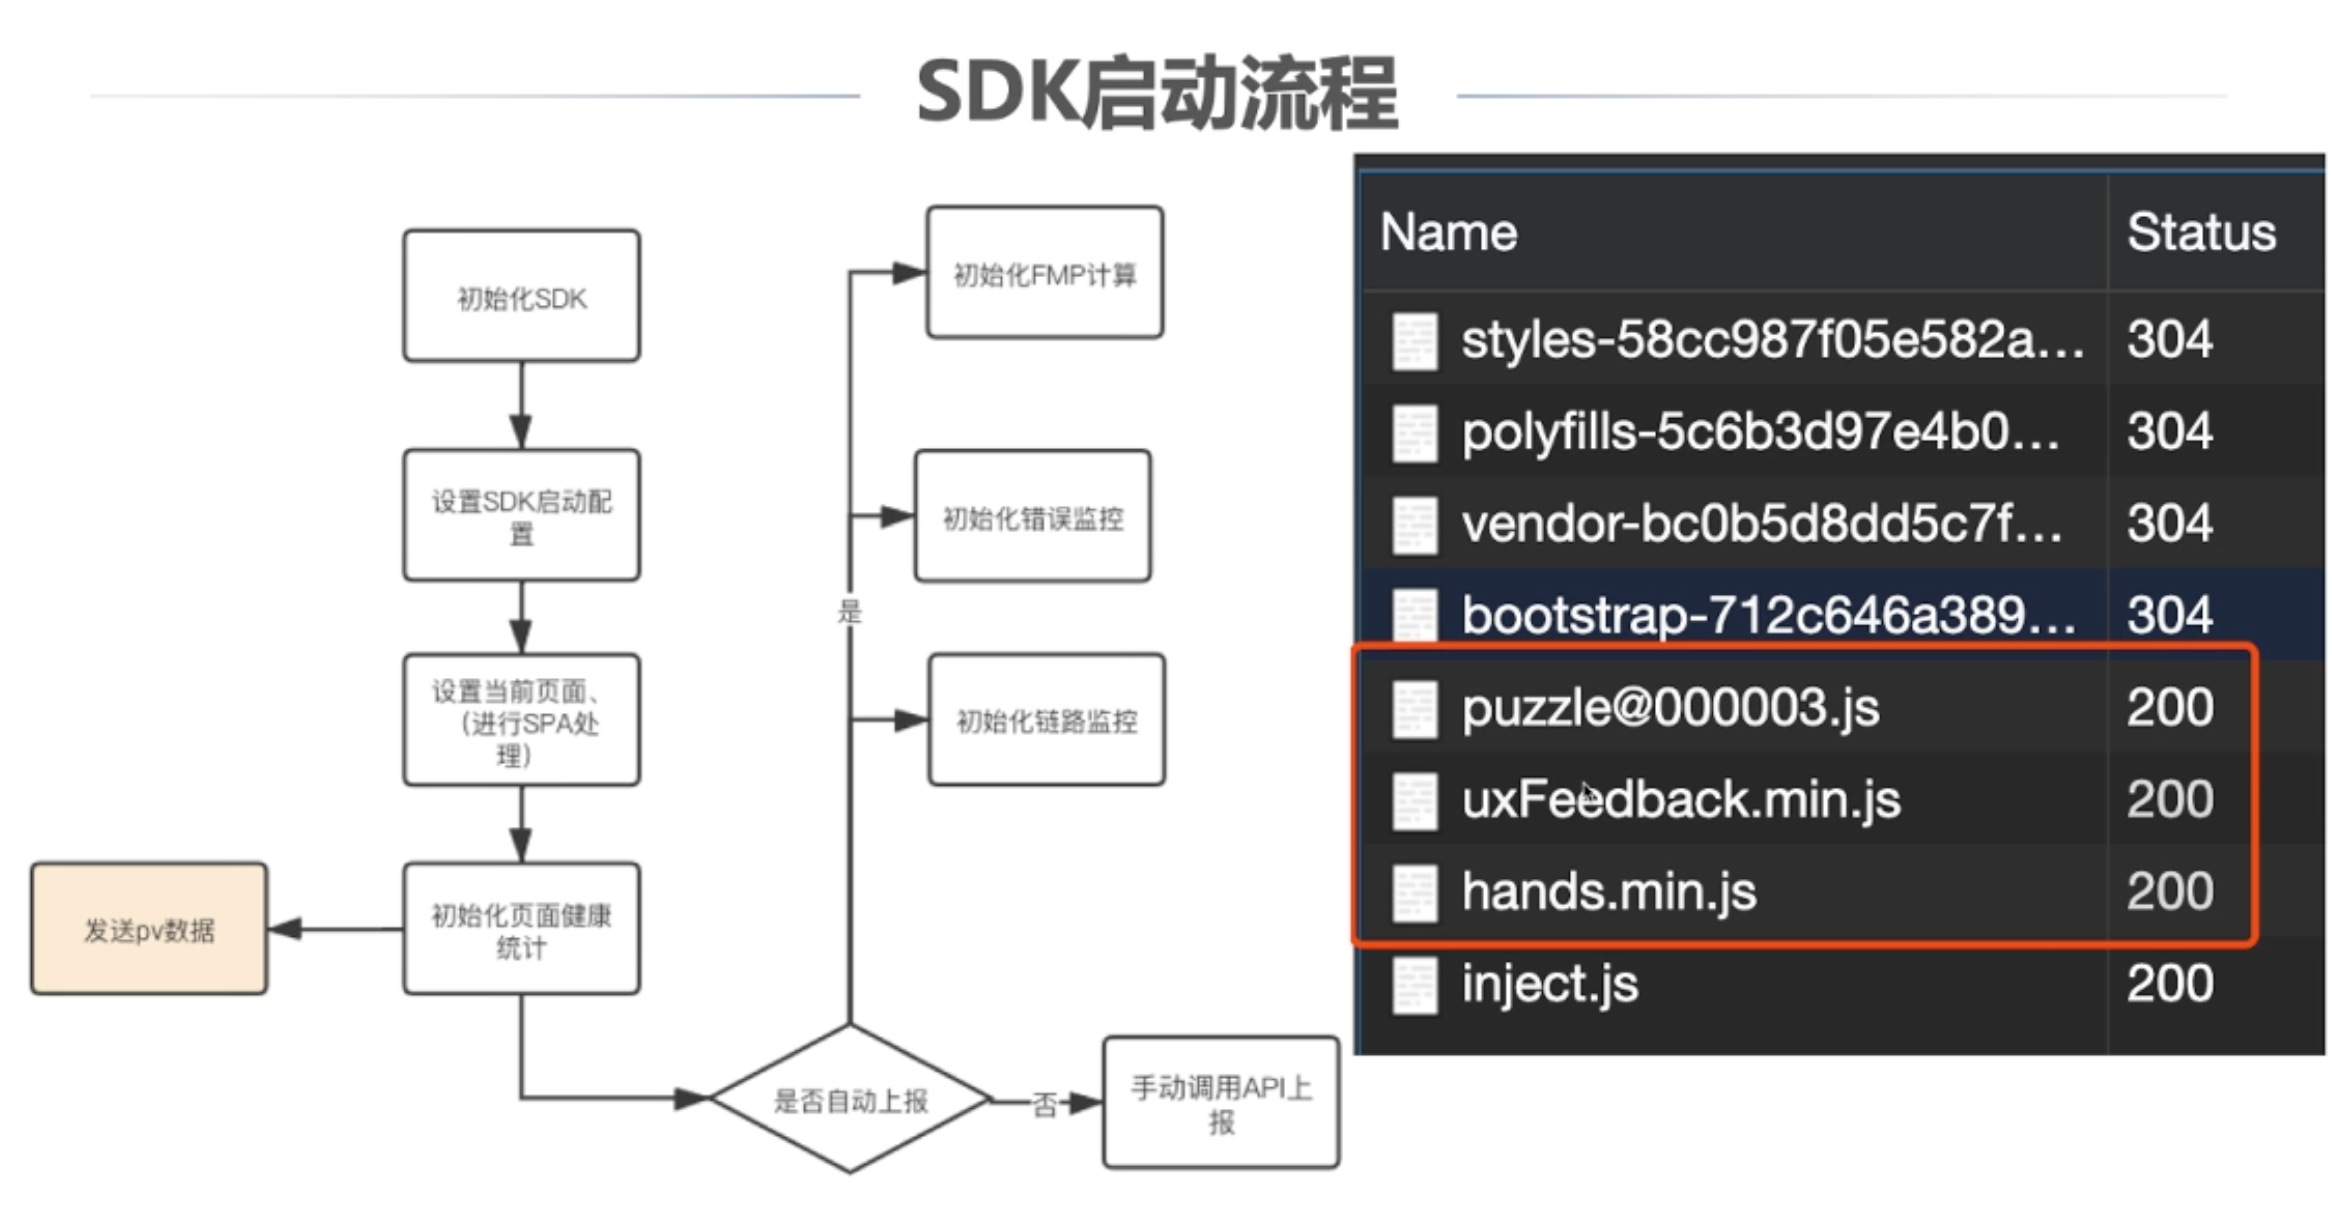 SDK启动流程
初始化SDK
设置SDK启动配
置
设置当前页面、
（进行SPA处
理）
初始化页面健康
统计
发送pv数据
是否自动上报
是
否
初始化FMP计算
初始化错误监控
初始化链路监控
手动调用API上
报
Name Status
styles-58cc987f05e582a... 304
polyfills-5c6b3d97e4b0... 304
vendor-bc0b5d8dd5c7f... 304
bootstrap-712c646a389... 304
puzzle@000003.js 200
uxFeedback.min.js 200
hands.min.js 200
inject.js 200